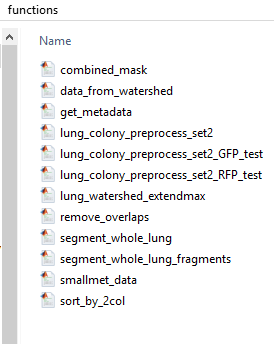 functions
Name
combined_mask
data_from_watershed
get_metadata
lung_colony_preprocess_set2
lung_colony_preprocess_set2_GFP_test
lung_colony_preprocess_set2_RFP_test
lung_watershed_extendmax
remove_overlaps
segment_whole_lung
segment_whole_lung_fragments
smallmet_data
sort_by_2col